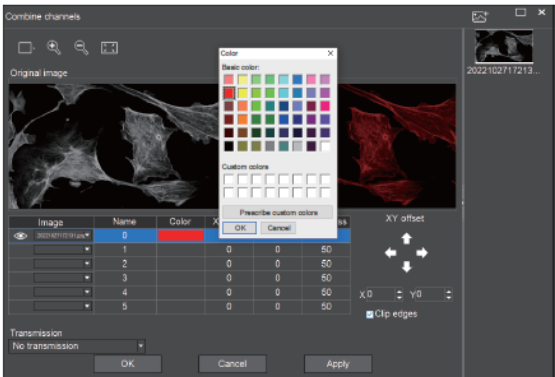 Combine channels
Original image
2022102717213...
Color
Basic color:
Custom colors
Prescribe custom colors
OK Cancel
Image Name Color X ss
0
1 0 0 50
2 0 0 50
3 0 0 50
4 0 0 50
5 0 0 50
XY offset
X 0 Y 0
Clip edges
Transmission
No transmission
OK Cancel Apply